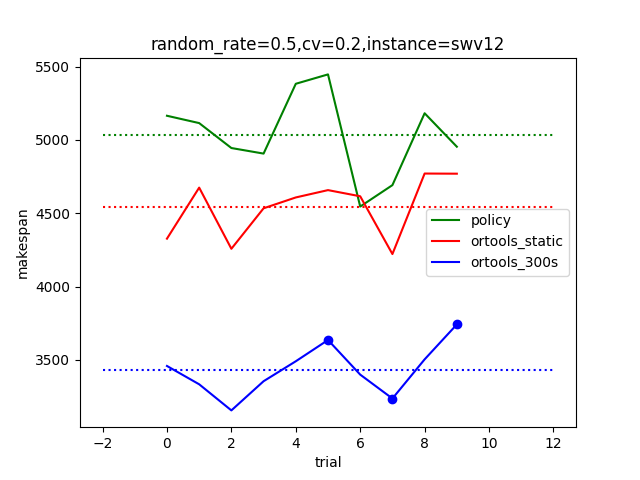 random_rate=0.5,cv=0.2,instance=swv12
5500
5000
4500
4000
3500
makespan
policy
ortools_static
ortools_300s
−2
0
2
4
6
8
10
12
trial